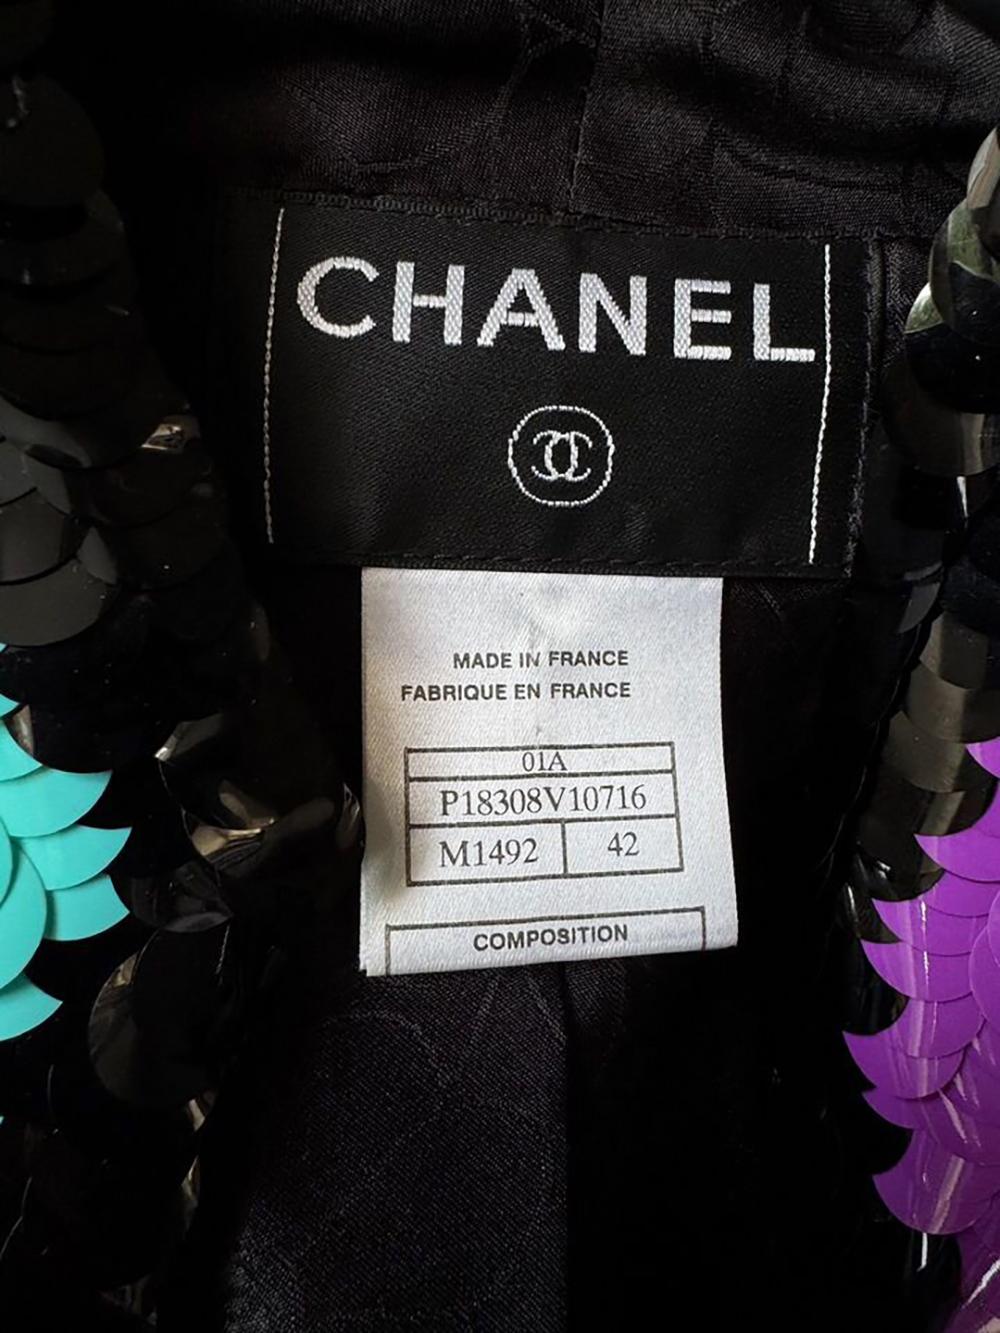 CHANEL
MADE IN FRANCE
FABRIQUE EN FRANCE
01A
P18308V10716
M1492 42
COMPOSITION